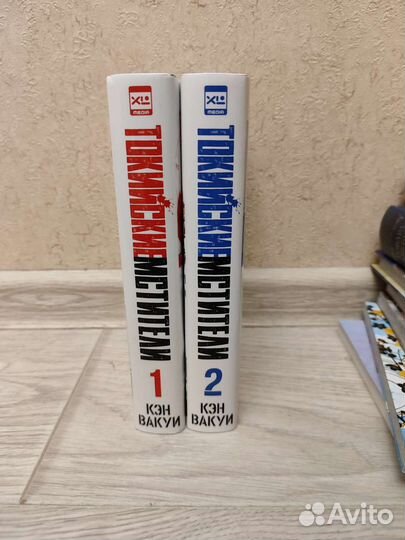 XL
MEDIA
ТОКИЙСКИЕ МСТИТЕЛИ
1
КЭН
ВАКУИ
XL
MEDIA
ТОКИЙСКИЕ МСТИТЕЛИ
2
КЭН
ВАКУИ
Avito